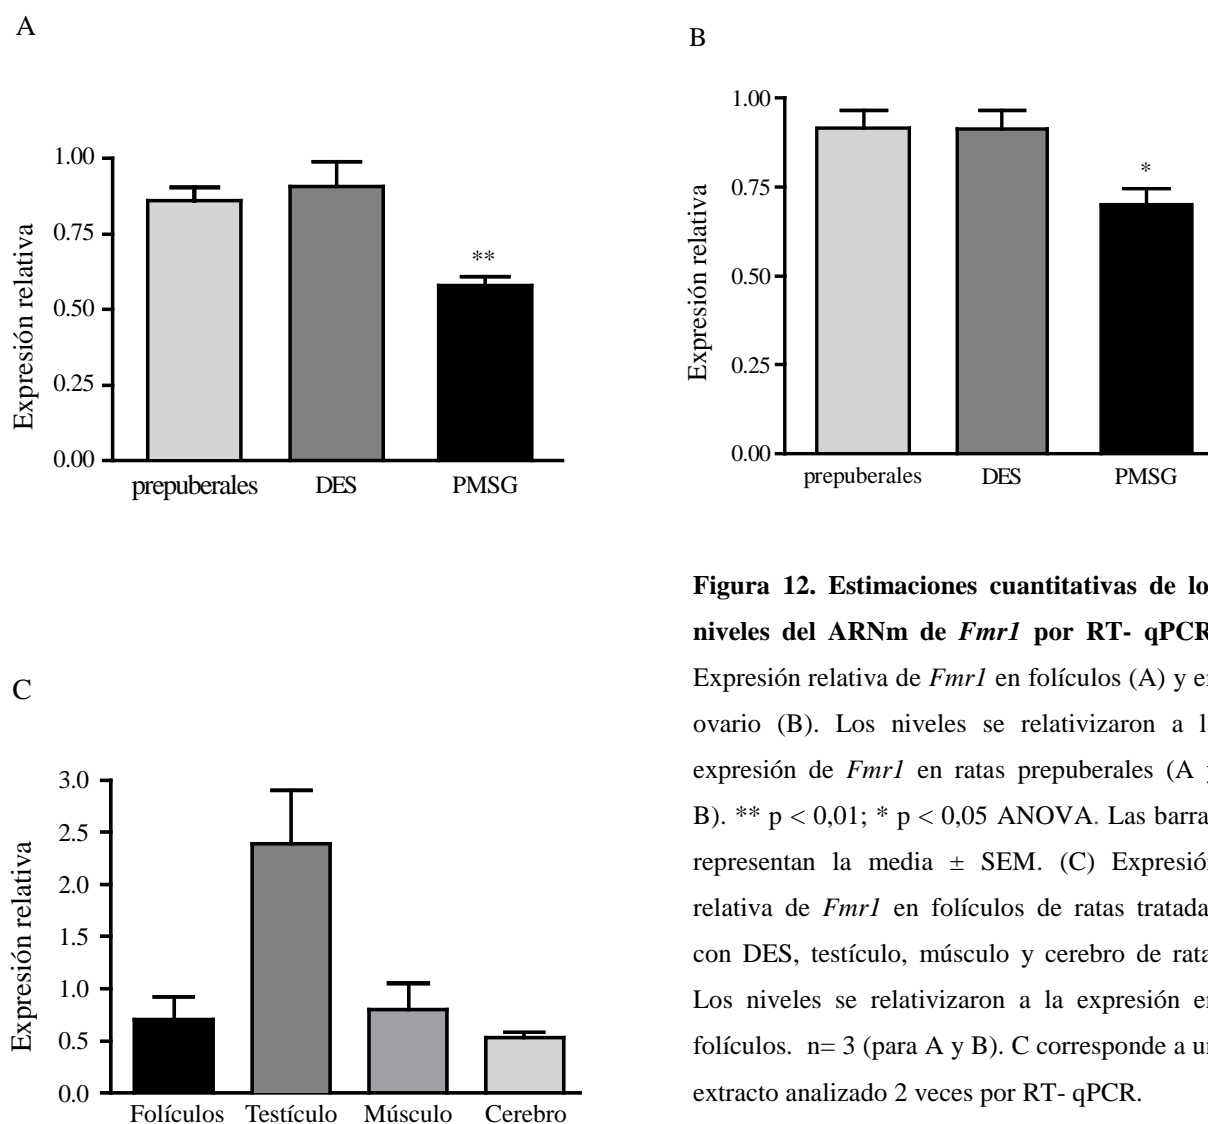 A
Expresión relativa
1.00
0.75
0.50
0.25
0.00
**
prepuberales DES PMSG
B
Expresión relativa
1.00
0.75
0.50
0.25
0.00
*
prepuberales DES PMSG
C
Expresión relativa
3.0
2.5
2.0
1.5
1.0
0.5
0.0
Folículos Testículo Músculo Cerebro
Figura 12. Estimaciones cuantitativas de lo
niveles del ARNm de Fmr1 por RT- qPCR
Expresión relativa de Fmr1 en folículos (A) y en
ovario (B). Los niveles se relativizaron a l
expresión de Fmr1 en ratas prepuberales (A y
B). ** p < 0,01; * p < 0,05 ANOVA. Las barra
representan la media ± SEM. (C) Expresión
relativa de Fmr1 en folículos de ratas tratada
con DES, testículo, músculo y cerebro de rata
Los niveles se relativizaron a la expresión en
folículos. n= 3 (para A y B). C corresponde a un
extracto analizado 2 veces por RT- qPCR.